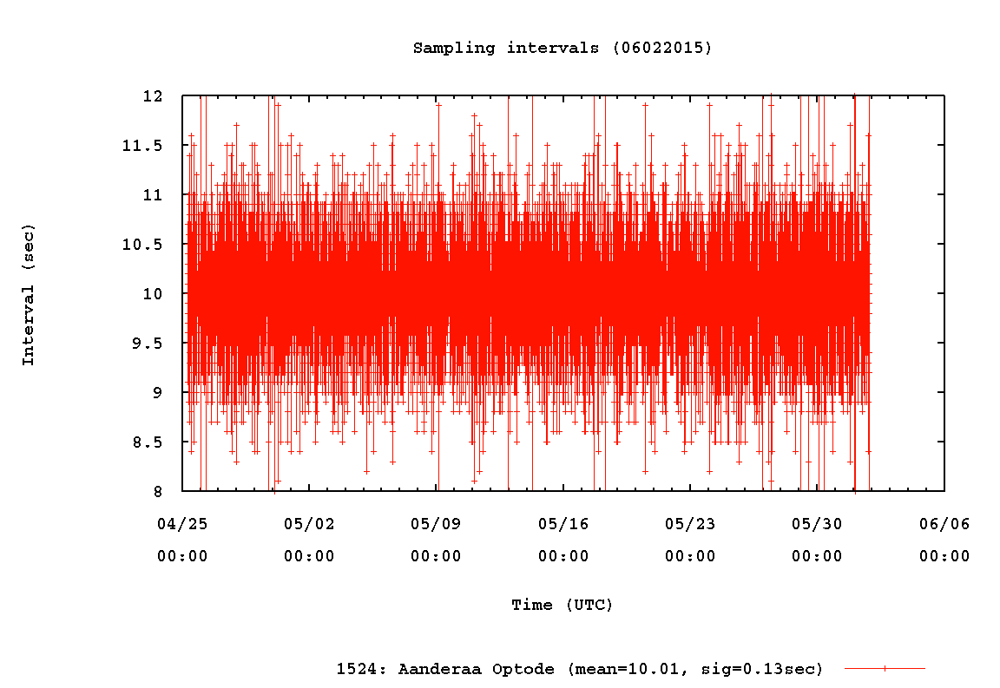 Sampling intervals (06022015)
12
11.5
11
10.5
10
9.5
9
8.5
8
Interval (sec)
04/25 05/02 05/09 05/16 05/23 05/30 06/06
00:00 00:00 00:00 00:00 00:00 00:00 00:00
Time (UTC)
1524: Aanderaa Optode (mean=10.01, sig=0.13sec)